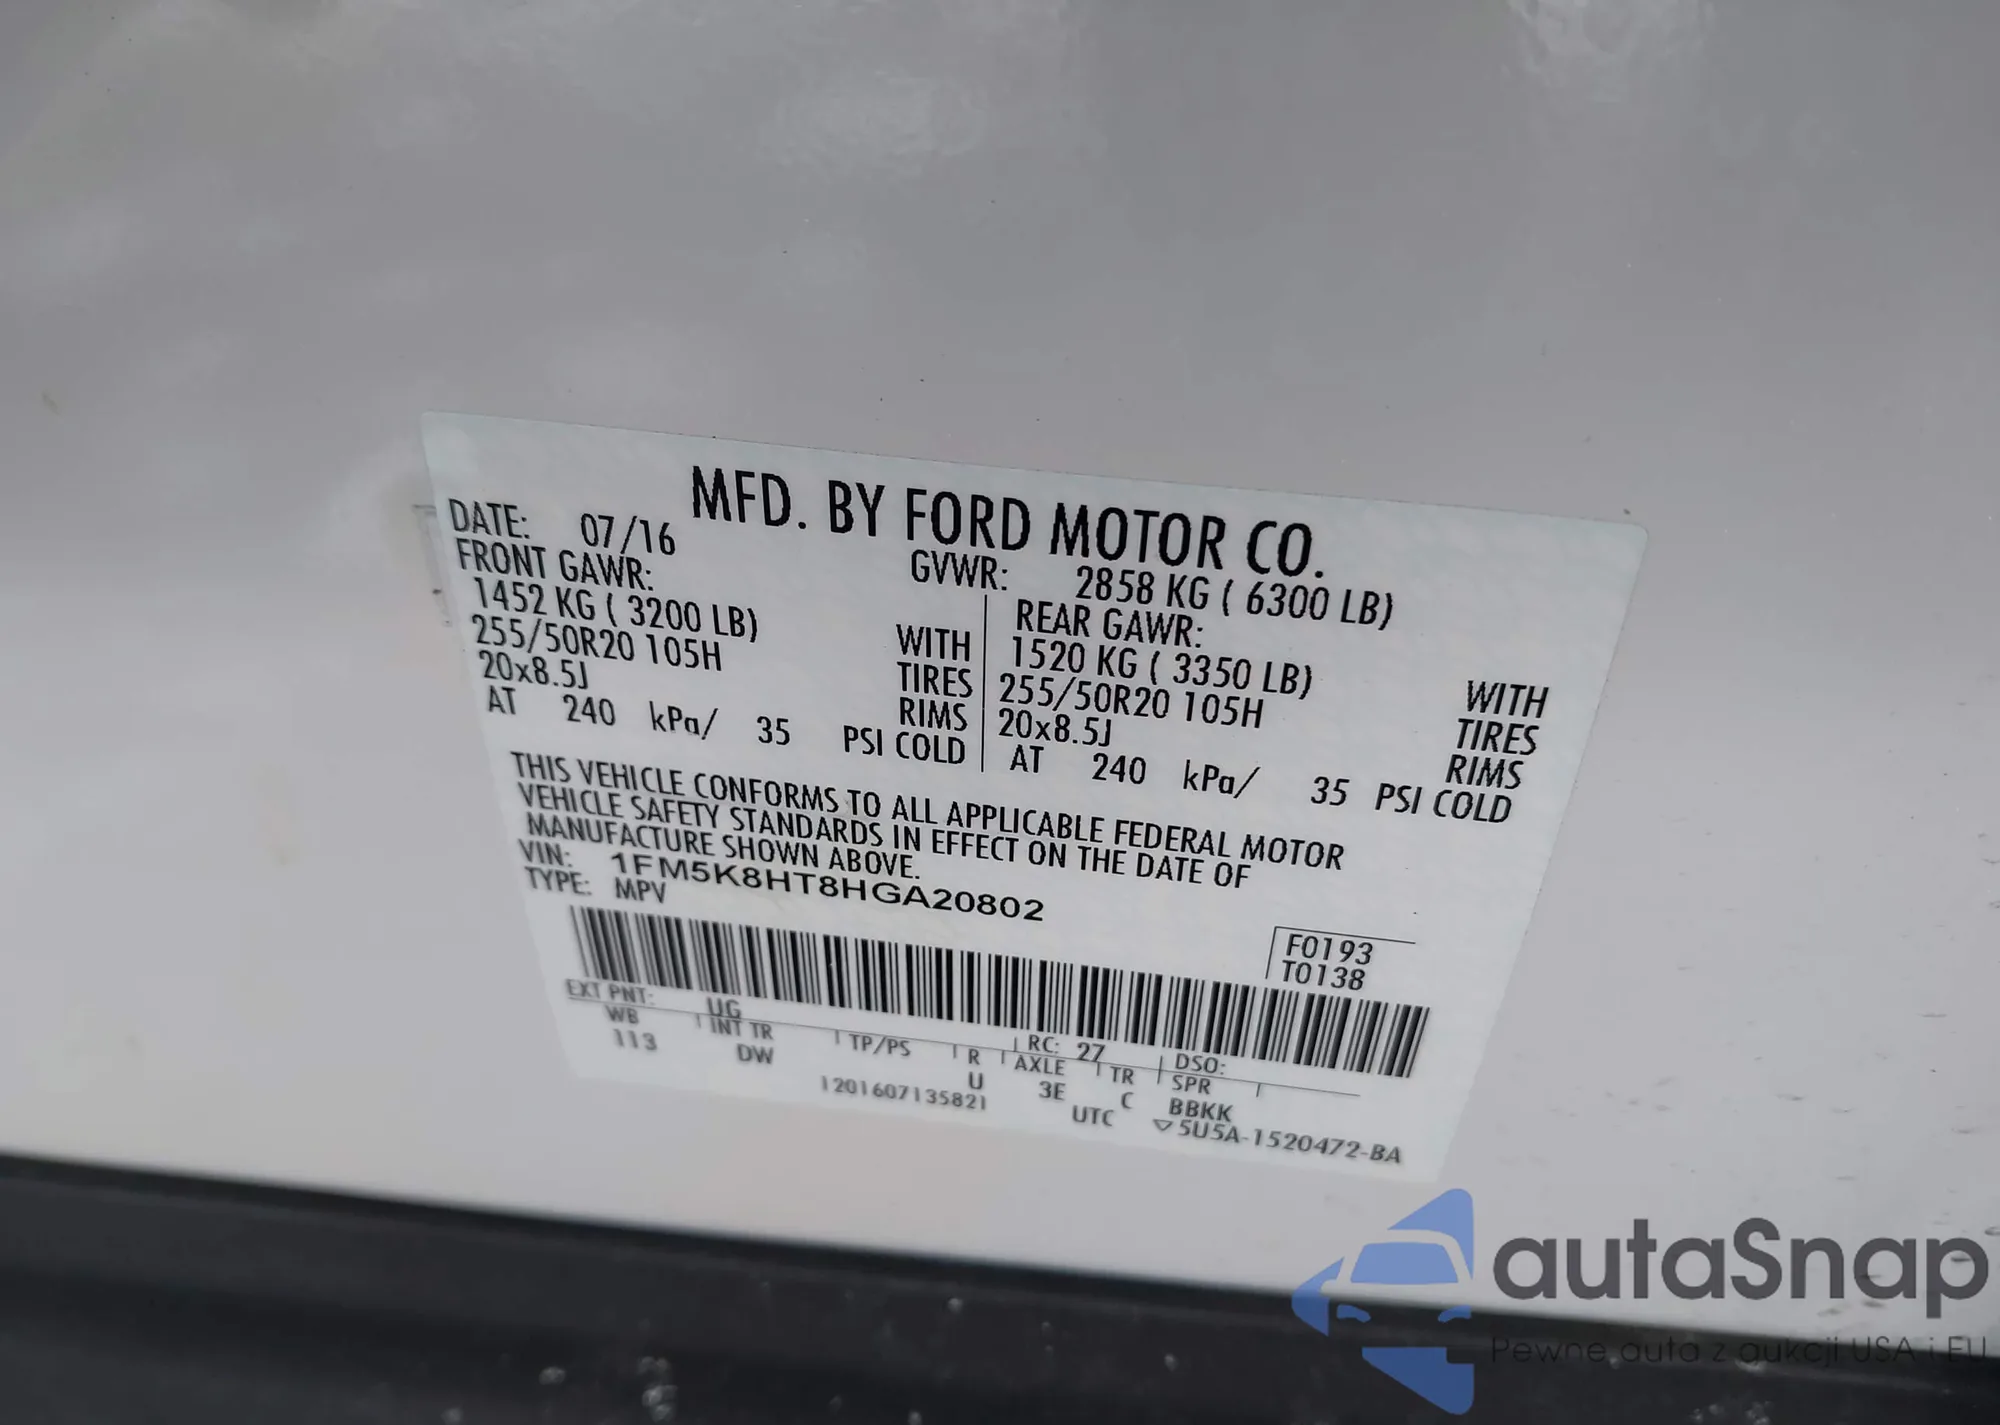 MFD. BY FORD MOTOR CO.
DATE: 07/16 GVWR: 2858 KG ( 6300 LB)
FRONT GAWR: REAR GAWR:
1452 KG ( 3200 LB) WITH 1520 KG ( 3350 LB) WITH
255/50R20 105H TIRES 255/50R20 105H TIRES
20x8.5J RIMS 20x8.5J RIMS
AT 240 kPa/ 35 PSI COLD AT 240 kPa/ 35 PSI COLD
THIS VEHICLE CONFORMS TO ALL APPLICABLE FEDERAL MOTOR
VEHICLE SAFETY STANDARDS IN EFFECT ON THE DATE OF
MANUFACTURE SHOWN ABOVE.
VIN: 1FM5K8HT8HGA20802
TYPE: MPV
F0193
T0138
EXT PNT: UG RC: 27 DSO:
WB INT TR TP/PS R AXLE TR SPR
113 DW U 3E C BBKK
1201607135821 UTC ▽5U5A-1520472-BA
autaSnap
Pewne auta z aukcji USA i EU